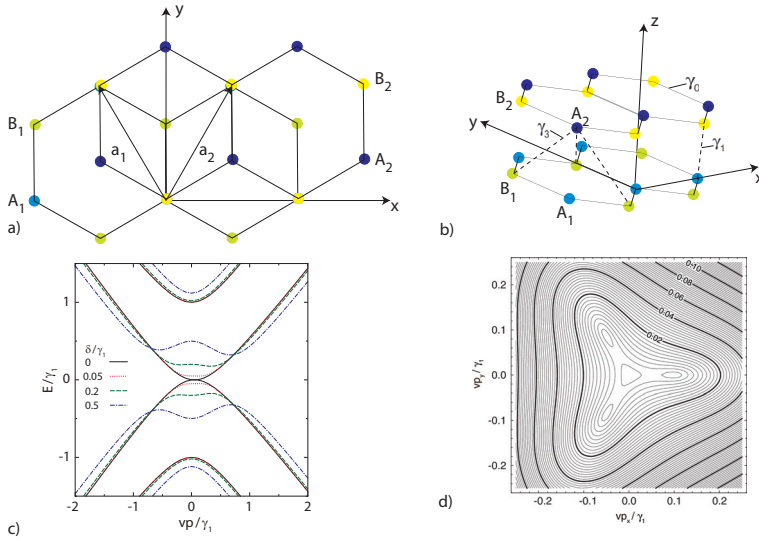 a)
y
B₁
B₂
a₁
a₂
A₁
A₂
x
b)
z
B₂
γ₀
A₂
y
γ₃
γ₁
B₁
A₁
x
c)
E/γ₁
1
0
-1
δ/γ₁
0
0.05
0.2
0.5
-2 -1 0 1 2
vp/γ₁
d)
vp_y/γ₁
0.2
0.1
0.0
-0.1
-0.2
0.10
0.08
0.06
0.04
0.02
-0.2 -0.1 0.0 0.1 0.2
vp_x/γ₁